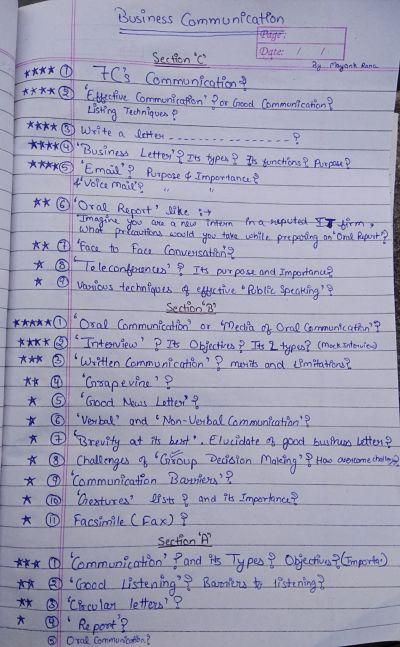 Business Communication
Page:
Date: / /
By Mayank Rana
Section 'C'
**** ① 7C's Communication?
**** ② 'Effective Communication'? or Good Communication?
Listing Techniques?
**** ③ Write a letter ---------------- ?
**** ④ 'Business Letter'? Its types? Its functions? Purpose?
**** ⑤ 'Email'? Purpose & Importance?
& 'Voice mail'? " "
** ⑥ 'Oral Report' like :→
'Imagine you are a new intern in a reputed IT firm,
What precautions would you take while preparing an 'Oral Report'?
** ⑦ 'Face to Face Conversation'?
* ⑧ 'Teleconferences'? Its purpose and Importance?
* ⑨ Various techniques of effective 'Public Speaking'?
Section 'B'
***** ① 'Oral Communication' or 'Media of Oral Communication'?
**** ② 'Interview'? Its Objectives? Its 2 types? (Mock Interview)
*** ③ 'Written Communication'? merits and Limitations?
** ④ 'Grapevine'?
* ⑤ 'Good News Letter'?
* ⑥ 'Verbal' and 'Non-Verbal Communication'?
* ⑦ 'Brevity at its best'. Elucidate of good business Letter?
* ⑧ Challenges of 'Group Decision Making'? How overcome challenges?
* ⑨ 'Communication Barriers'?
* ⑩ 'Gestures' lists? and its Importance?
* ⑪ Facsimile (Fax)?
Section 'A'
*** ① 'Communication'? and its Types? Objectives? (Importa.)
** ② 'Good Listening'? Barriers to listening?
** ③ 'Circular letters'?
* ④ 'Report'?
⑤ Oral Communication?